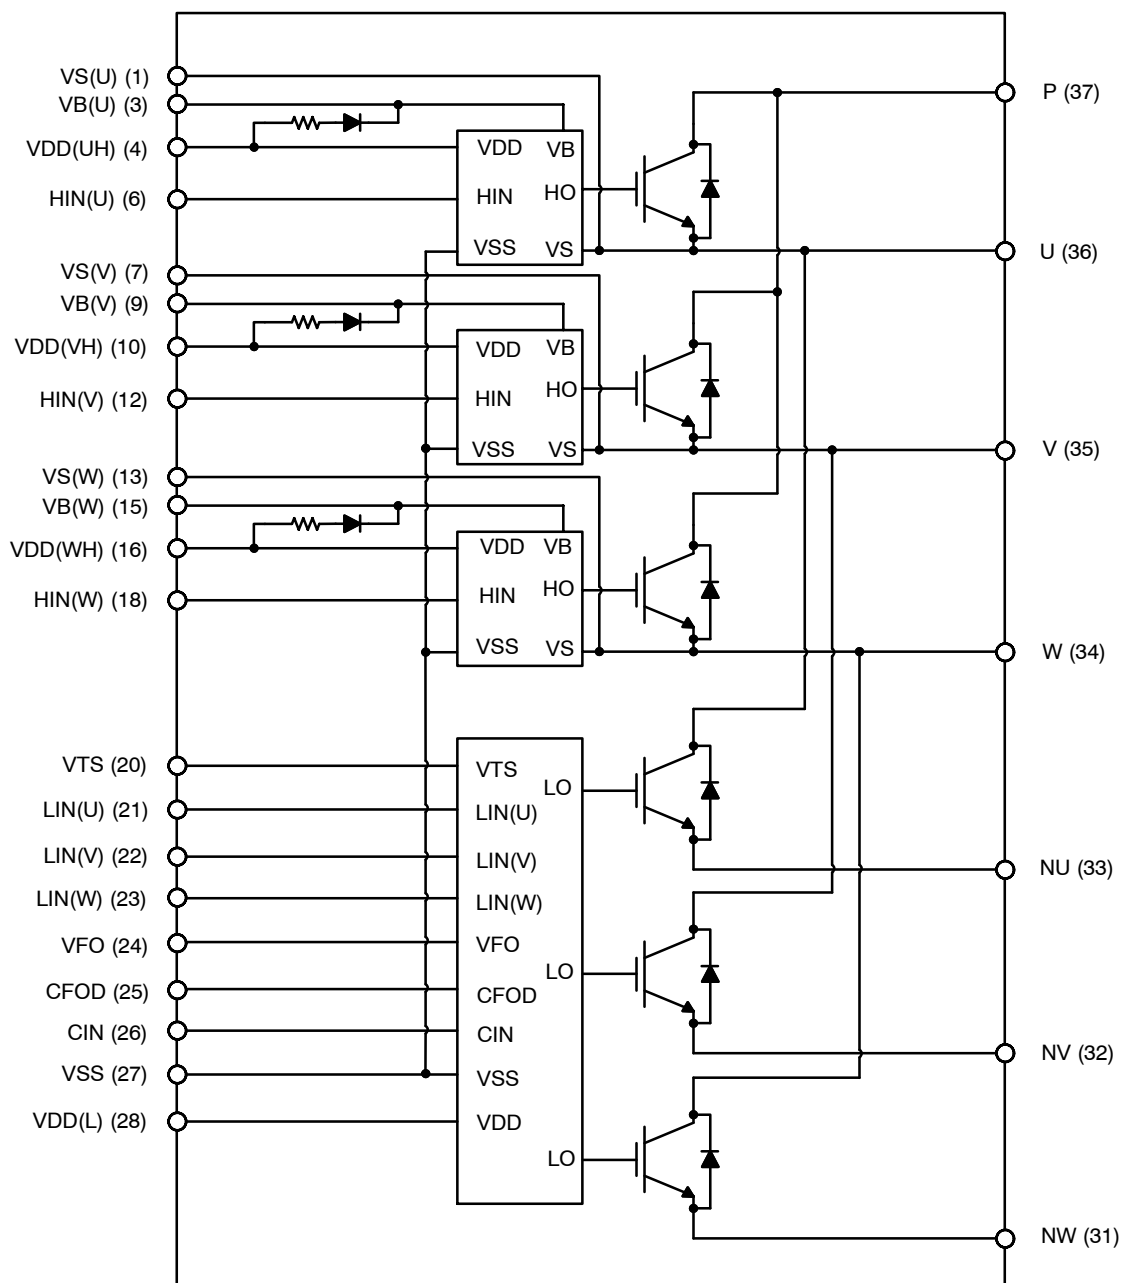 VS(U) (1)
VB(U) (3)
VDD(UH) (4)
HIN(U) (6)
VS(V) (7)
VB(V) (9)
VDD(VH) (10)
HIN(V) (12)
VS(W) (13)
VB(W) (15)
VDD(WH) (16)
HIN(W) (18)
VTS (20)
LIN(U) (21)
LIN(V) (22)
LIN(W) (23)
VFO (24)
CFOD (25)
CIN (26)
VSS (27)
VDD(L) (28)
VDD VB
HIN HO
VSS VS
VDD VB
HIN HO
VSS VS
VDD VB
HIN HO
VSS VS
VTS
LO
LIN(U)
LIN(V)
LIN(W)
VFO
LO
CFOD
CIN
VSS
VDD
LO
P (37)
U (36)
V (35)
W (34)
NU (33)
NV (32)
NW (31)